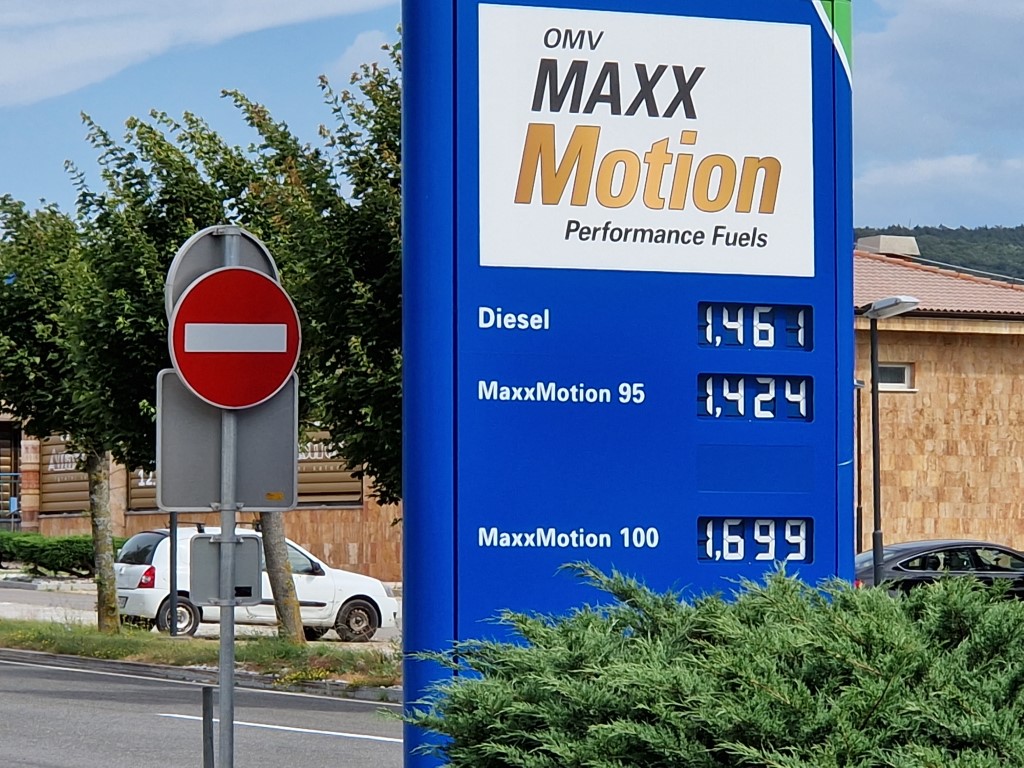 OMV
MAXX
Motion
Performance Fuels
Diesel 1,461
MaxxMotion 95 1,424
MaxxMotion 100 1,699